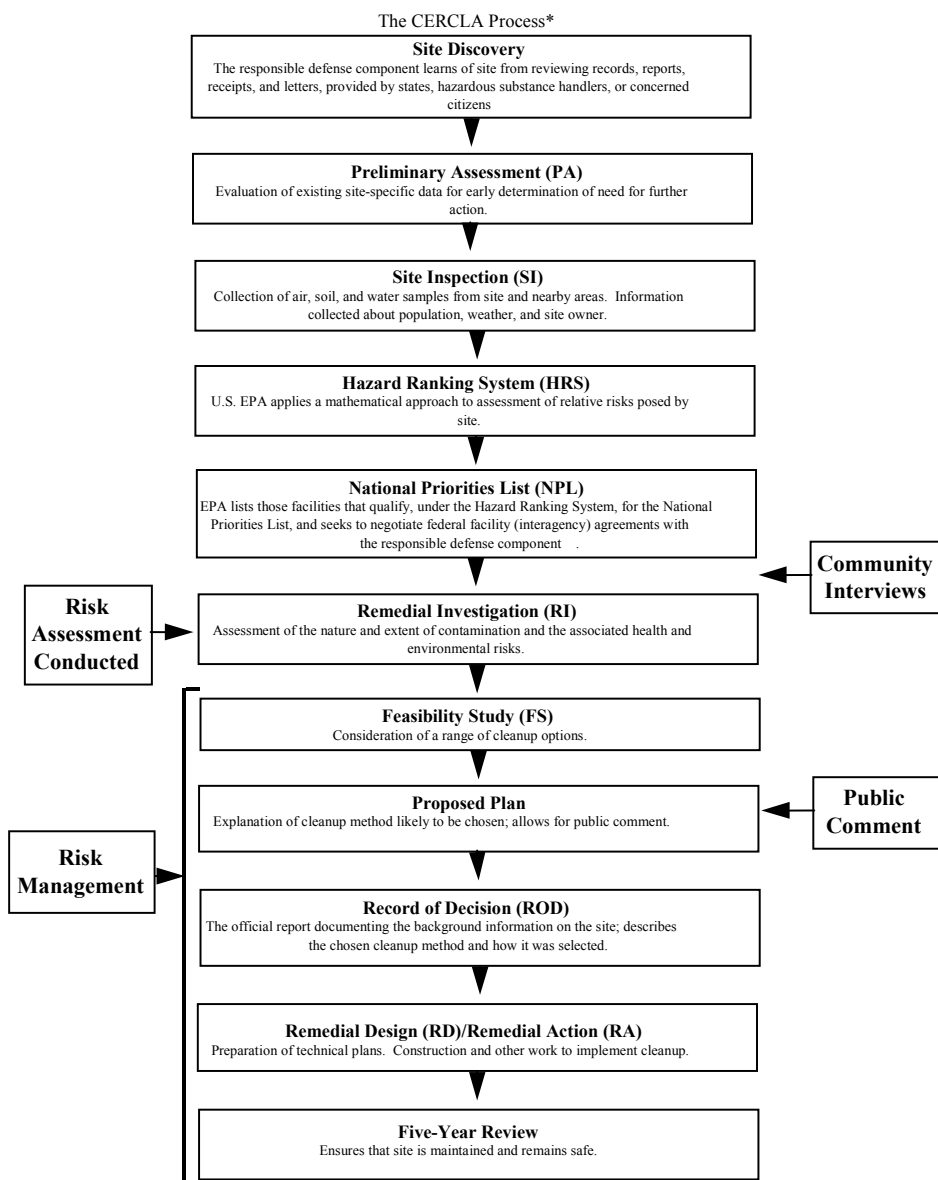 The CERCLA Process*
Site Discovery
The responsible defense component learns of site from reviewing records, reports,
receipts, and letters, provided by states, hazardous substance handlers, or concerned
citizens
Preliminary Assessment (PA)
Evaluation of existing site-specific data for early determination of need for further
action.
Site Inspection (SI)
Collection of air, soil, and water samples from site and nearby areas.  Information
collected about population, weather, and site owner.
Hazard Ranking System (HRS)
U.S. EPA applies a mathematical approach to assessment of relative risks posed by
site.
National Priorities List (NPL)
EPA lists those facilities that qualify, under the Hazard Ranking System, for the National
Priorities List, and seeks to negotiate federal facility (interagency) agreements with
the responsible defense component .
Community
Interviews
Risk
Assessment
Conducted
Remedial Investigation (RI)
Assessment of the nature and extent of contamination and the associated health and
environmental risks.
Feasibility Study (FS)
Consideration of a range of cleanup options.
Proposed Plan
Explanation of cleanup method likely to be chosen; allows for public comment.
Public
Comment
Risk
Management
Record of Decision (ROD)
The official report documenting the background information on the site; describes
the chosen cleanup method and how it was selected.
Remedial Design (RD)/Remedial Action (RA)
Preparation of technical plans.  Construction and other work to implement cleanup.
Five-Year Review
Ensures that site is maintained and remains safe.